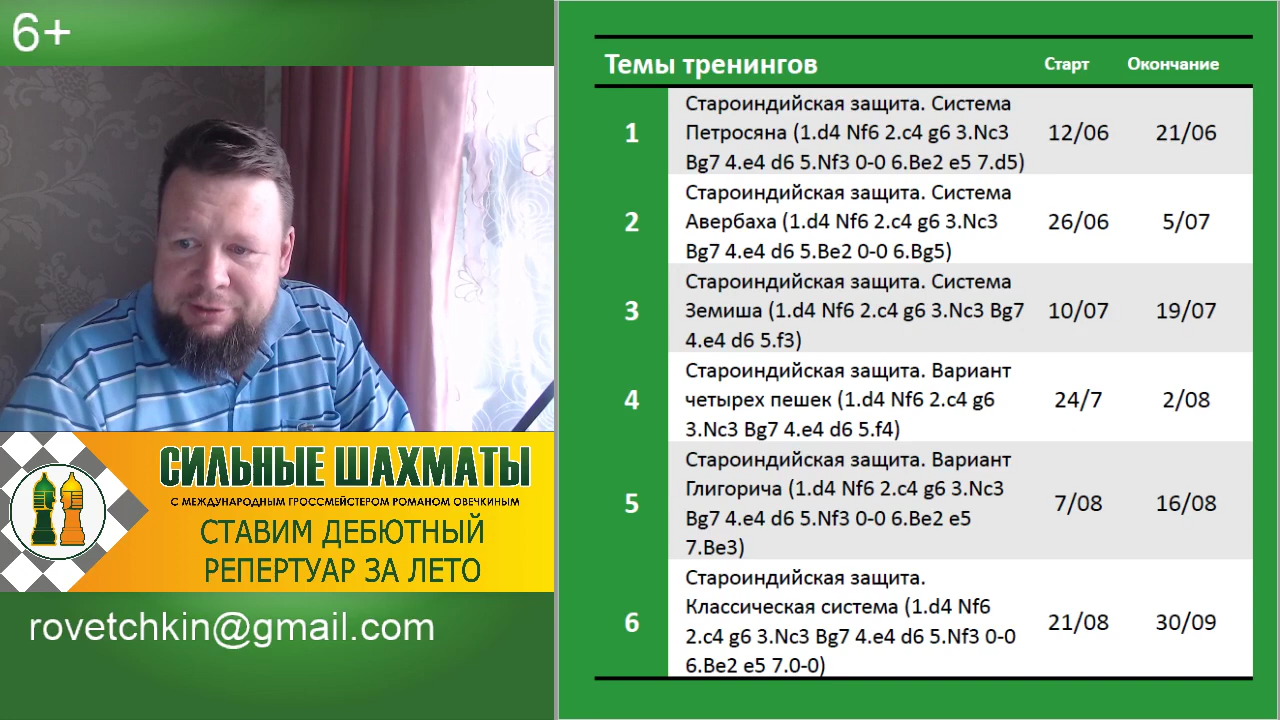 6+
СИЛЬНЫЕ ШАХМАТЫ
С МЕЖДУНАРОДНЫМ ГРОССМЕЙСТЕРОМ РОМАНОМ ОВЕЧКИНЫМ
СТАВИМ ДЕБЮТНЫЙ
РЕПЕРТУАР ЗА ЛЕТО
rovetchkin@gmail.com
Темы тренингов Старт Окончание
Староиндийская защита. Система
1 Петросяна (1.d4 Nf6 2.c4 g6 3.Nc3 12/06 21/06
Bg7 4.e4 d6 5.Nf3 0-0 6.Be2 e5 7.d5)
Староиндийская защита. Система
2 Авербаха (1.d4 Nf6 2.c4 g6 3.Nc3 26/06 5/07
Bg7 4.e4 d6 5.Be2 0-0 6.Bg5)
Староиндийская защита. Система
3 Земиша (1.d4 Nf6 2.c4 g6 3.Nc3 Bg7 10/07 19/07
4.e4 d6 5.f3)
Староиндийская защита. Вариант
4 четырех пешек (1.d4 Nf6 2.c4 g6 24/7 2/08
3.Nc3 Bg7 4.e4 d6 5.f4)
Староиндийская защита. Вариант
5 Глигорича (1.d4 Nf6 2.c4 g6 3.Nc3 7/08 16/08
Bg7 4.e4 d6 5.Nf3 0-0 6.Be2 e5
7.Be3)
Староиндийская защита.
6 Классическая система (1.d4 Nf6 21/08 30/09
2.c4 g6 3.Nc3 Bg7 4.e4 d6 5.Nf3 0-0
6.Be2 e5 7.0-0)